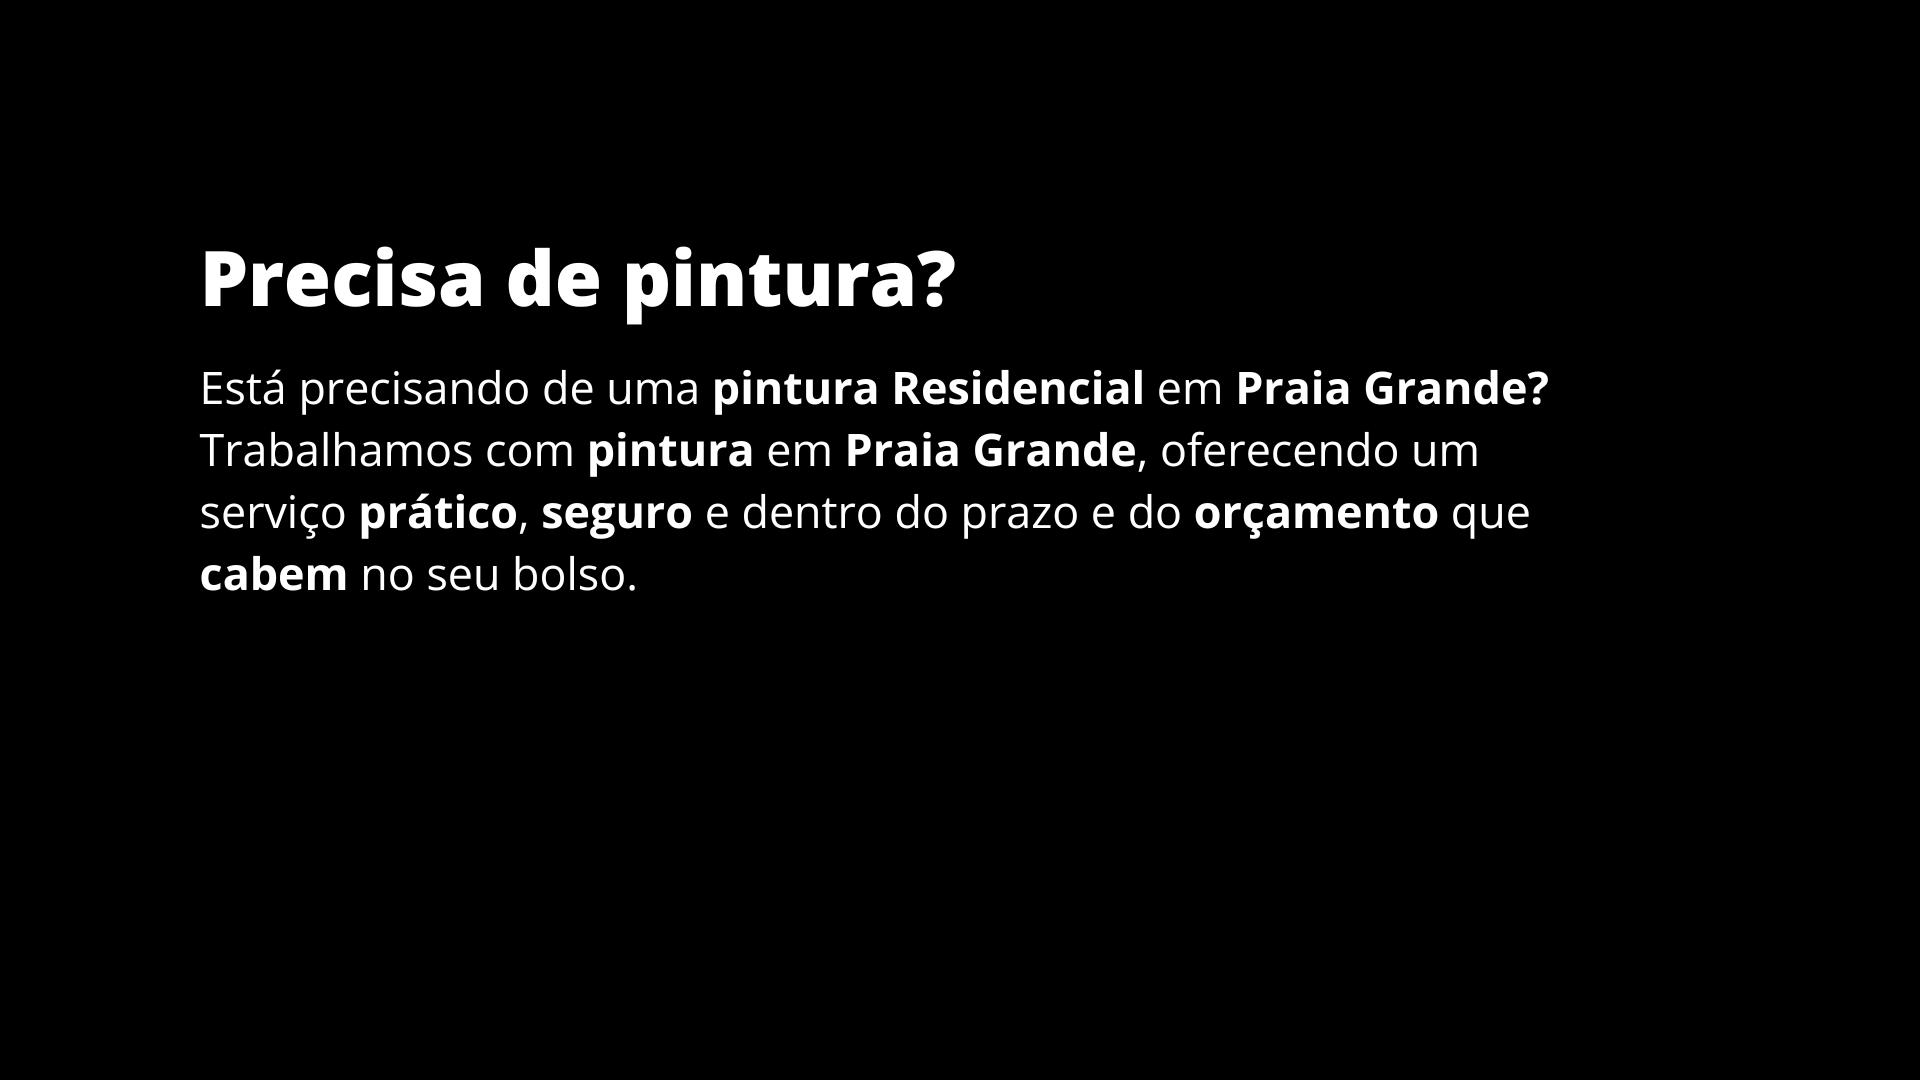 Precisa de pintura?
Está precisando de uma pintura Residencial em Praia Grande?
Trabalhamos com pintura em Praia Grande, oferecendo um
serviço prático, seguro e dentro do prazo e do orçamento que
cabem no seu bolso.